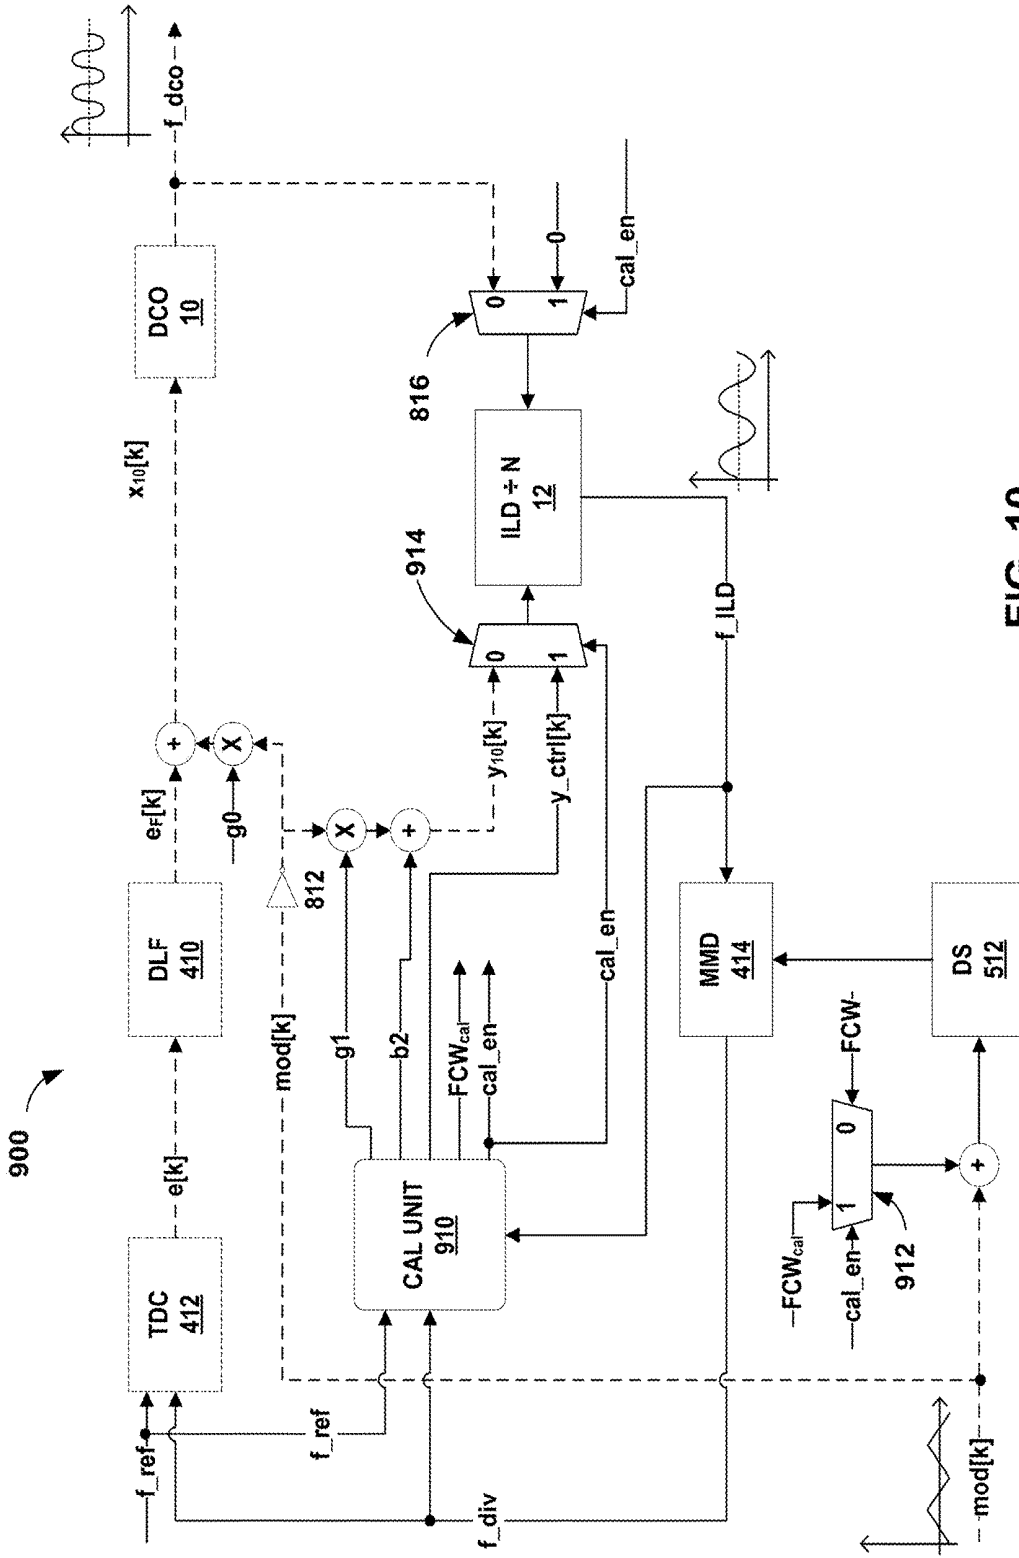 900
f_ref
TDC
412
e[k]
DLF
410
eF[k]
g0
X
+
x10[k]
DCO
10
f_dco
f_ref
mod[k]
812
CAL UNIT
910
g1
b2
X
+
y10[k]
y_ctrl[k]
FCWcal
cal_en
cal_en
914
0
1
ILD ÷ N
12
816
0
1
0
cal_en
f_div
f_ILD
MMD
414
DS
512
FCWcal
cal_en
1
0
FCW
912
+
mod[k]